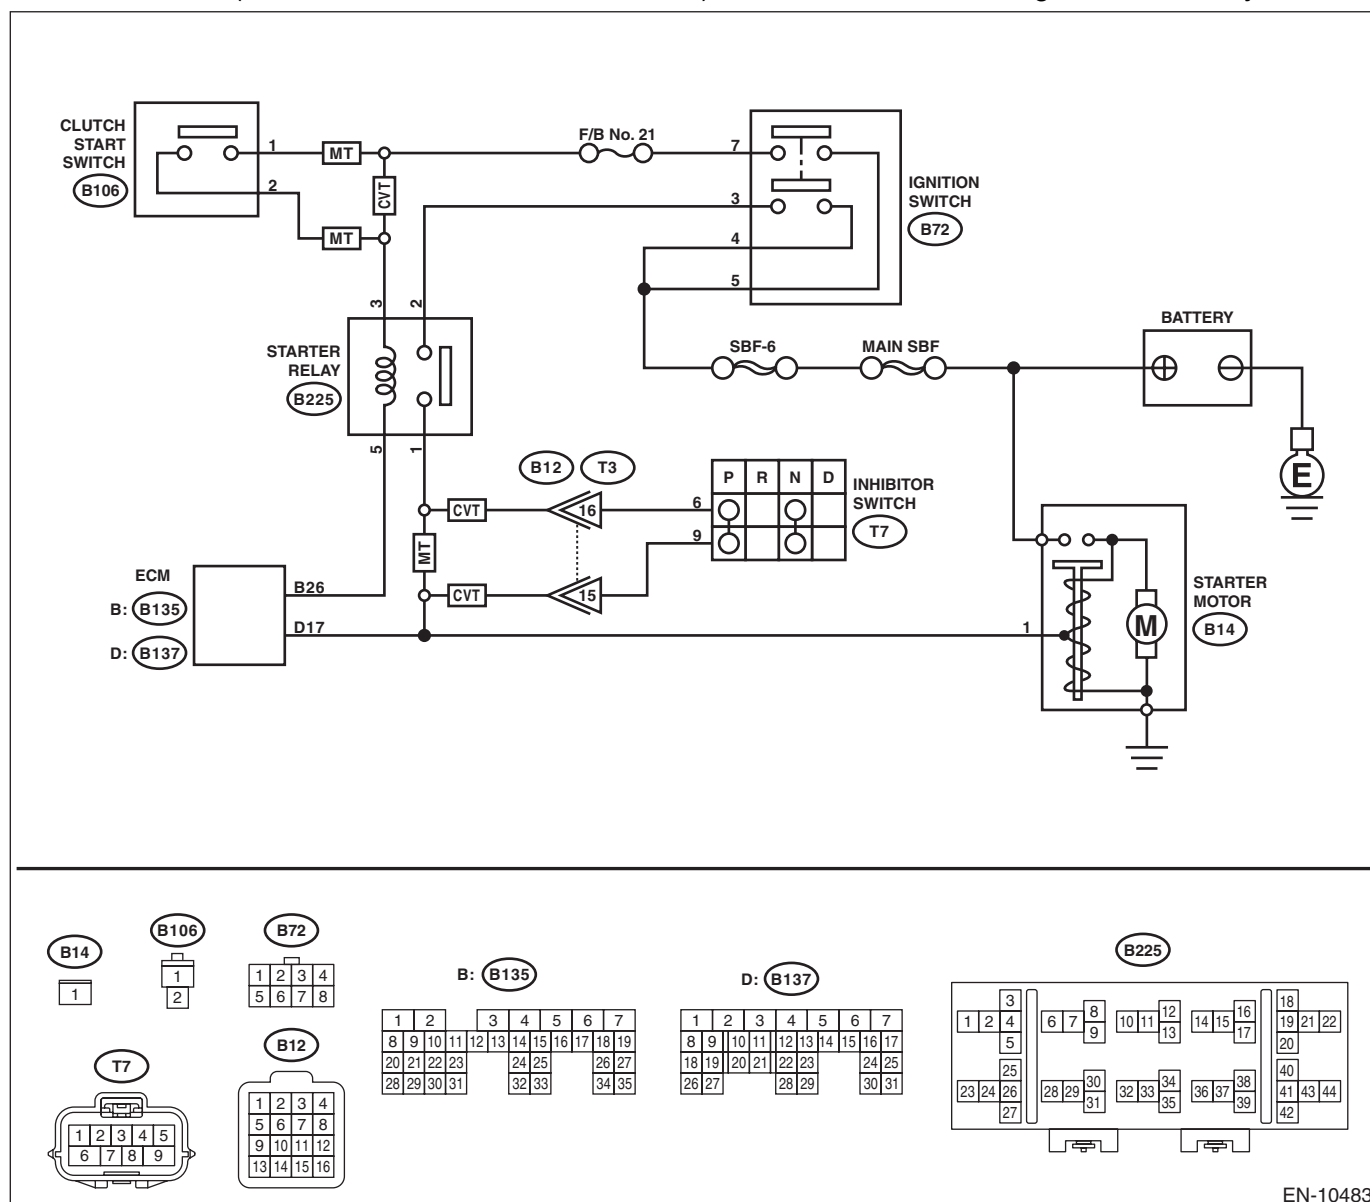 CLUTCH
START
SWITCH
B106
1
2
MT
MT
CVT
F/B No. 21
7
3
4
5
IGNITION
SWITCH
B72
3
2
STARTER
RELAY
B225
5
1
SBF-6
MAIN SBF
BATTERY
E
B12
T3
CVT
16
6
MT
9
CVT
15
P R N D
INHIBITOR
SWITCH
T7
ECM
B: B135
D: B137
B26
D17
1
M
STARTER
MOTOR
B14
B14
1
B106
1
2
B72
1 2 3 4
5 6 7 8
B: B135
1 2 3 4 5 6 7
8 9 10 11 12 13 14 15 16 17 18 19
20 21 22 23 24 25 26 27
28 29 30 31 32 33 34 35
D: B137
1 2 3 4 5 6 7
8 9 10 11 12 13 14 15 16 17
18 19 20 21 22 23 24 25
26 27 28 29 30 31
B225
3 8 12 16 18
1 2 4 6 7 9 10 11 13 14 15 17 19 21 22
5 20
25 30 34 38 40
23 24 26 28 29 31 32 33 35 36 37 39 41 43 44
27 42
T7
1 2 3 4 5
6 7 8 9
B12
1 2 3 4
5 6 7 8
9 10 11 12
13 14 15 16
EN-10483